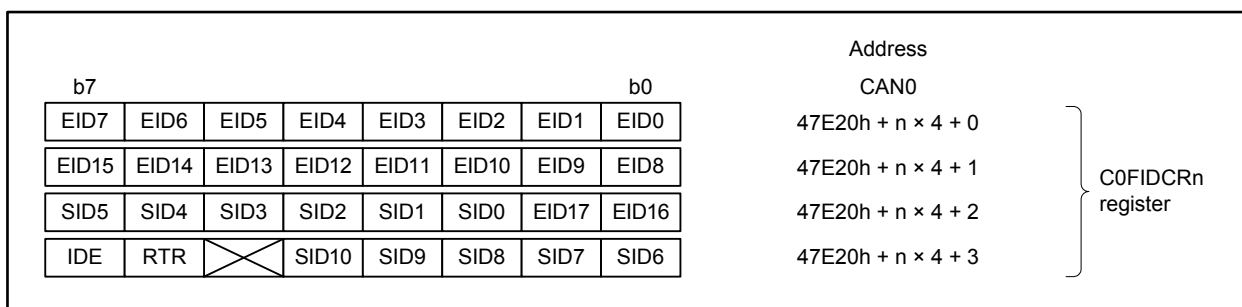 Address
b7 b0 CAN0
EID7 EID6 EID5 EID4 EID3 EID2 EID1 EID0 47E20h + n × 4 + 0
EID15 EID14 EID13 EID12 EID11 EID10 EID9 EID8 47E20h + n × 4 + 1
SID5 SID4 SID3 SID2 SID1 SID0 EID17 EID16 47E20h + n × 4 + 2
IDE RTR SID10 SID9 SID8 SID7 SID6 47E20h + n × 4 + 3
C0FIDCRn
register